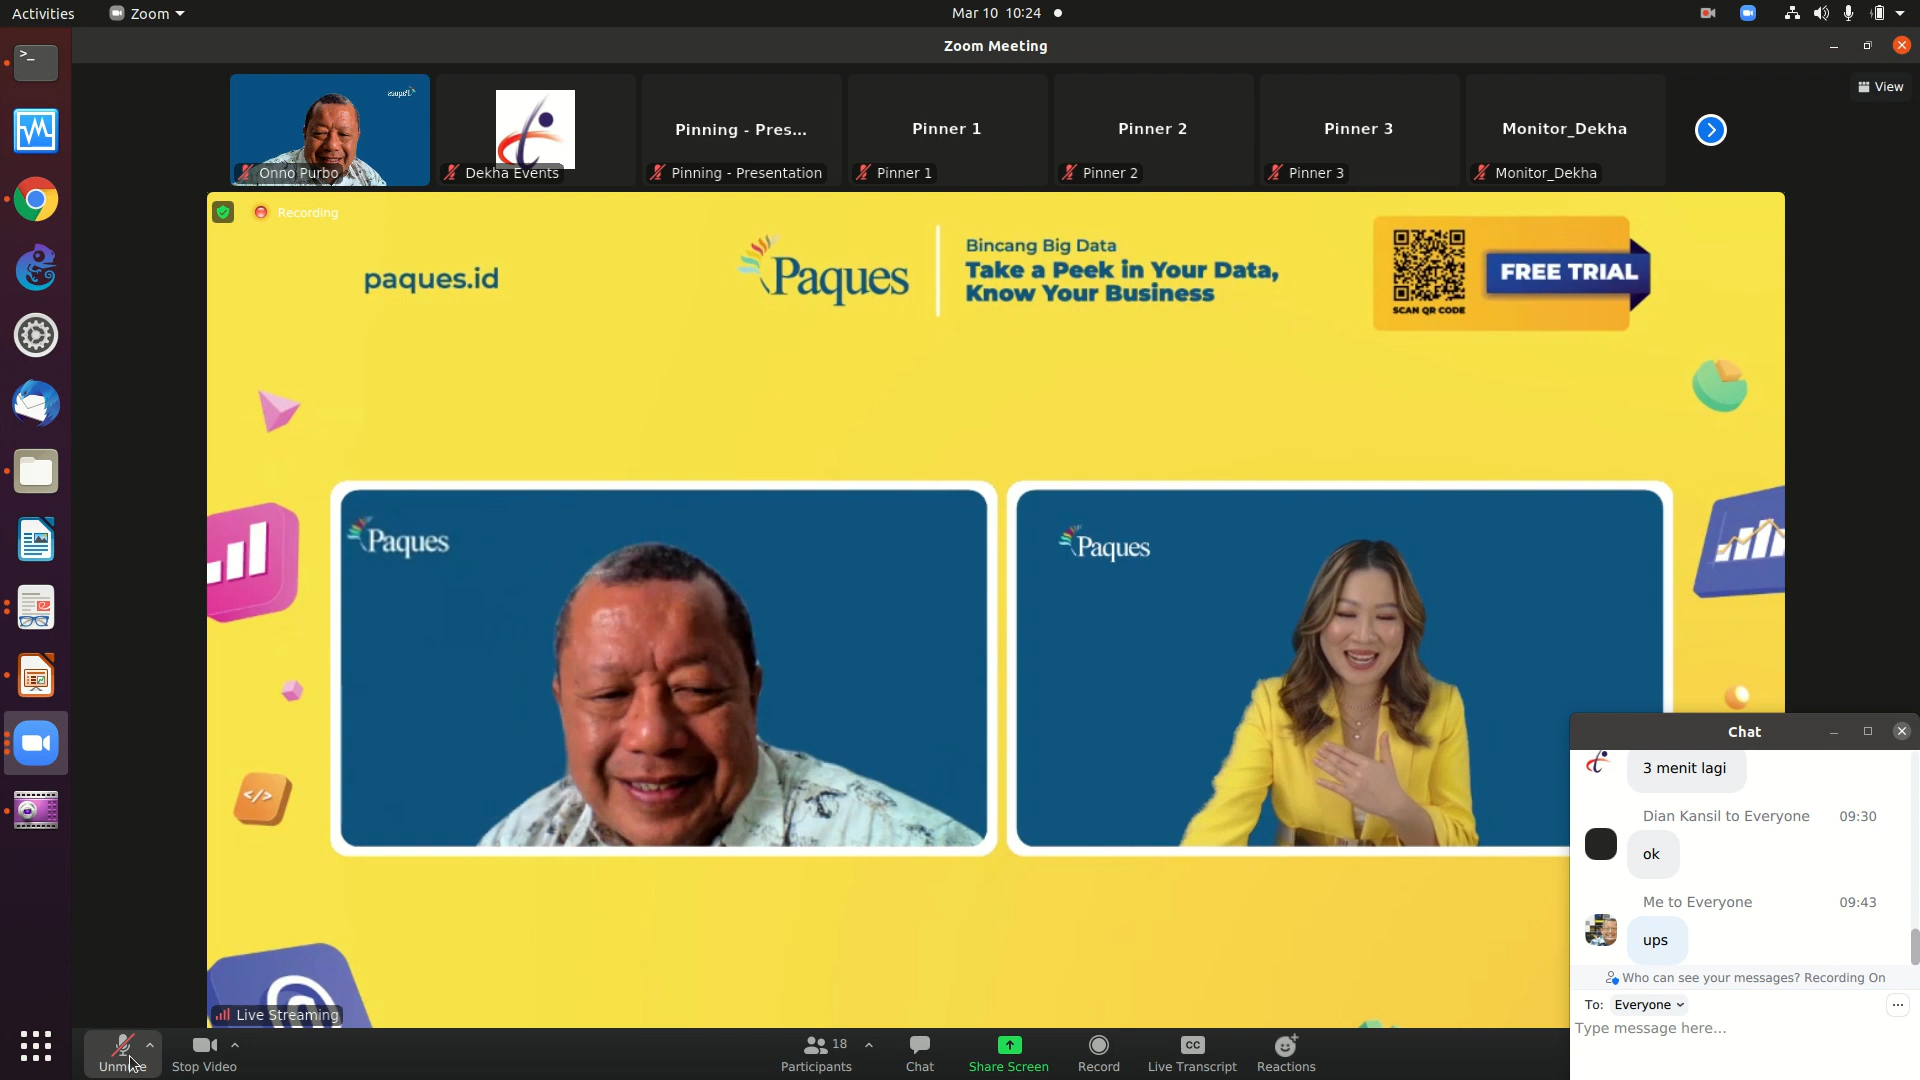 Activities
Zoom
Mar 10 10:24
Zoom Meeting
View
Paques
Onno Purbo
Dekha Events
Pinning - Pres...
Pinning - Presentation
Pinner 1
Pinner 1
Pinner 2
Pinner 2
Pinner 3
Pinner 3
Monitor_Dekha
Monitor_Dekha
Recording
paques.id
Paques
Bincang Big Data
Take a Peek in Your Data,
Know Your Business
SCAN QR CODE
FREE TRIAL
Paques
Paques
</>
Live Streaming
Chat
3 menit lagi
Dian Kansil to Everyone 09:30
ok
Me to Everyone 09:43
ups
Who can see your messages? Recording On
To: Everyone
Type message here...
Unmute
Stop Video
18
Participants
Chat
Share Screen
Record
CC
Live Transcript
Reactions